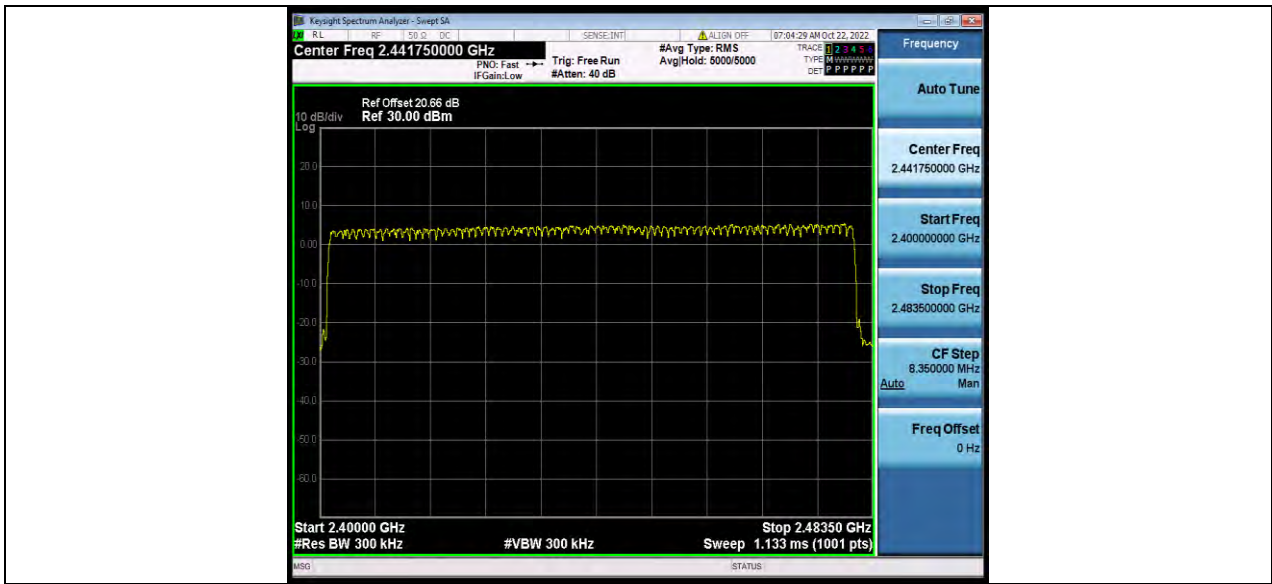 Keysight Spectrum Analyzer - Swept SA
RL RF 50 Ω DC SENSE:INT ALIGN OFF 07:04:29 AM Oct 22, 2022
Center Freq 2.441750000 GHz
PNO: Fast
IFGain:Low
Trig: Free Run
#Atten: 40 dB
#Avg Type: RMS
Avg|Hold: 5000/5000
TRACE 1 2 3 4 5 6
TYPE M W W W W W
DET P P P P P P
Ref Offset 20.66 dB
10 dB/div Ref 30.00 dBm
Log
20.0
10.0
0.00
-10.0
-20.0
-30.0
-40.0
-50.0
-60.0
Start 2.40000 GHz Stop 2.48350 GHz
#Res BW 300 kHz #VBW 300 kHz Sweep 1.133 ms (1001 pts)
MSG STATUS
Frequency
Auto Tune
Center Freq
2.441750000 GHz
Start Freq
2.400000000 GHz
Stop Freq
2.483500000 GHz
CF Step
8.350000 MHz
Auto Man
Freq Offset
0 Hz